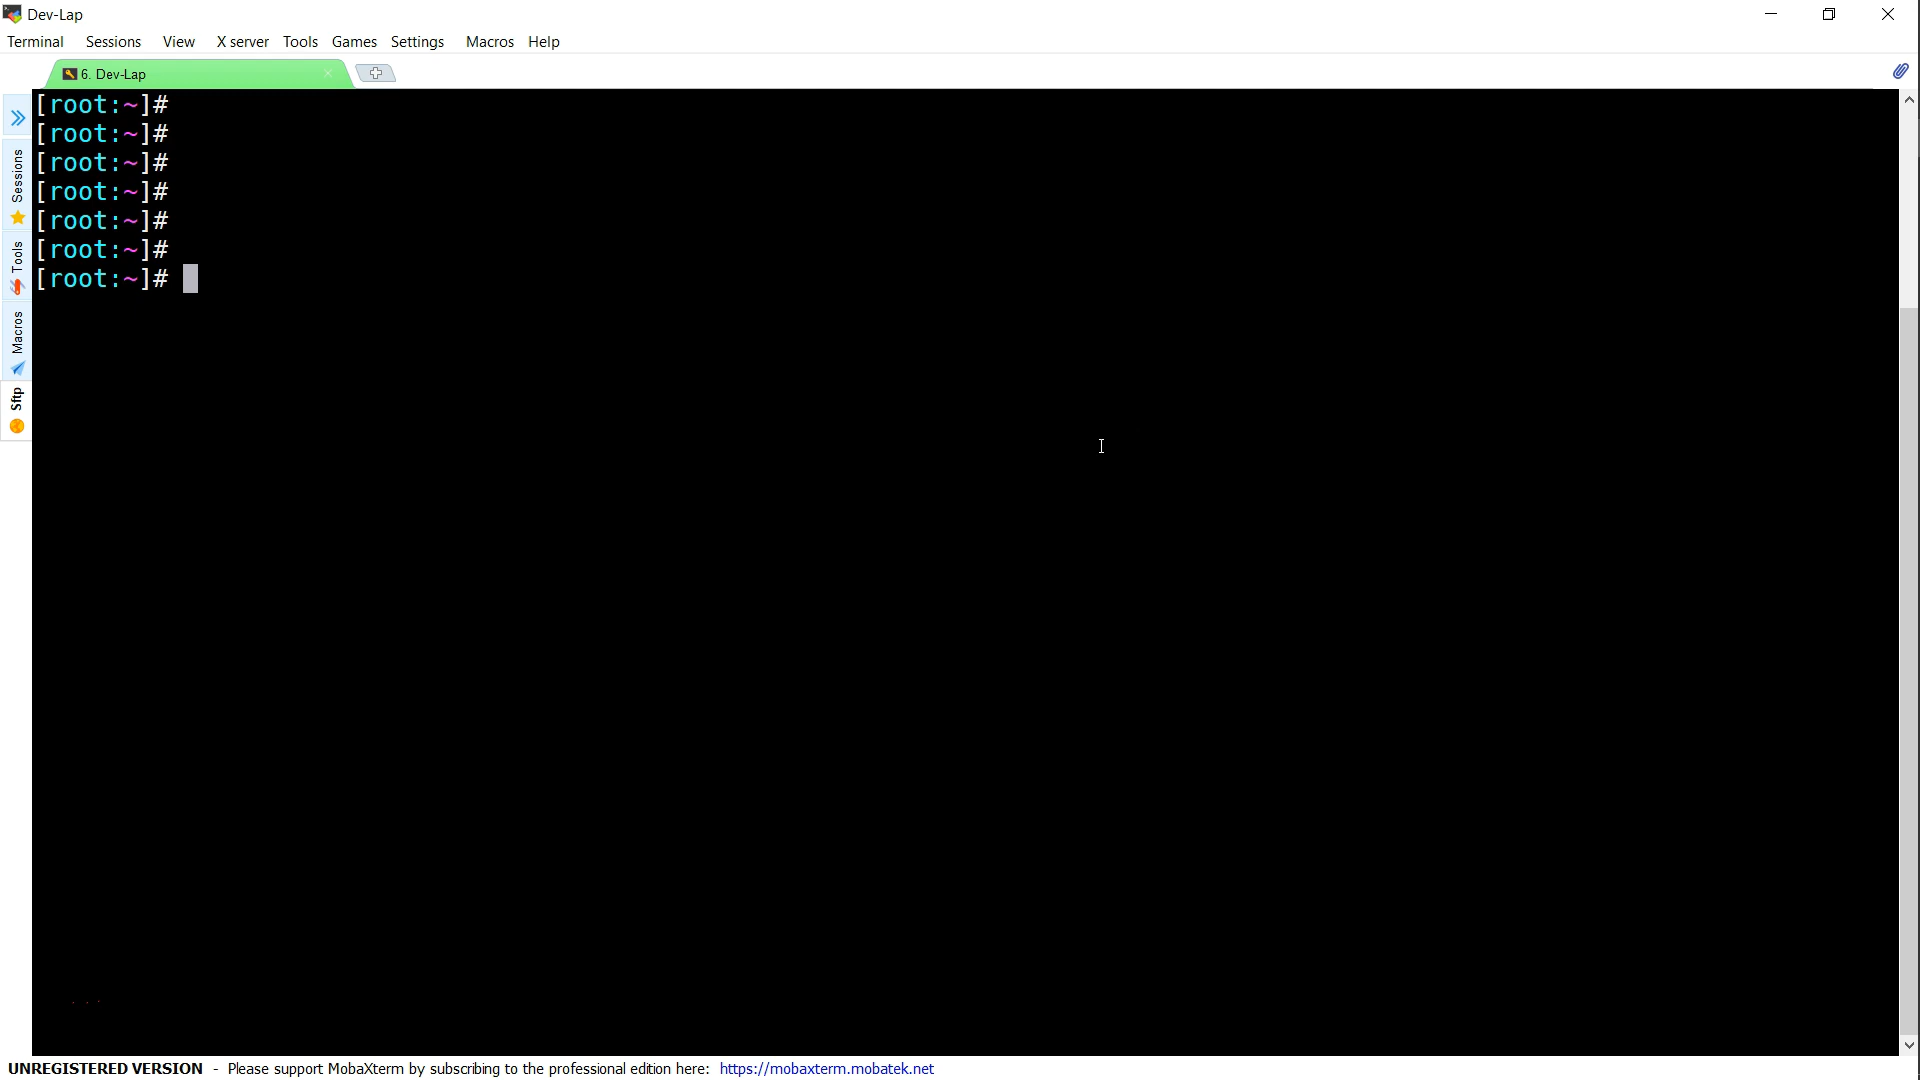 Dev-Lap
Terminal Sessions View X server Tools Games Settings Macros Help
6. Dev-Lap
[root:~]#
[root:~]#
[root:~]#
[root:~]#
[root:~]#
[root:~]#
[root:~]#
Sessions
Tools
Macros
Sftp
UNREGISTERED VERSION - Please support MobaXterm by subscribing to the professional edition here: https://mobaxterm.mobatek.net